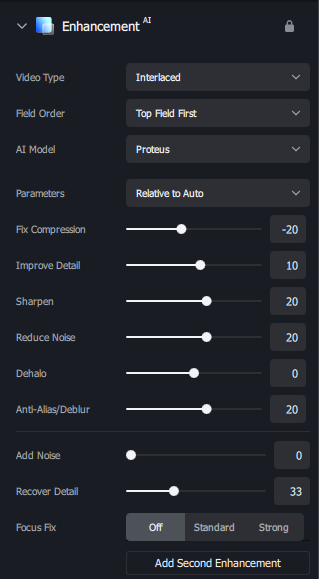 Enhancement AI
Video Type Interlaced
Field Order Top Field First
AI Model Proteus
Parameters Relative to Auto
Fix Compression -20
Improve Detail 10
Sharpen 20
Reduce Noise 20
Dehalo 0
Anti-Alias/Deblur 20
Add Noise 0
Recover Detail 33
Focus Fix Off Standard Strong
Add Second Enhancement